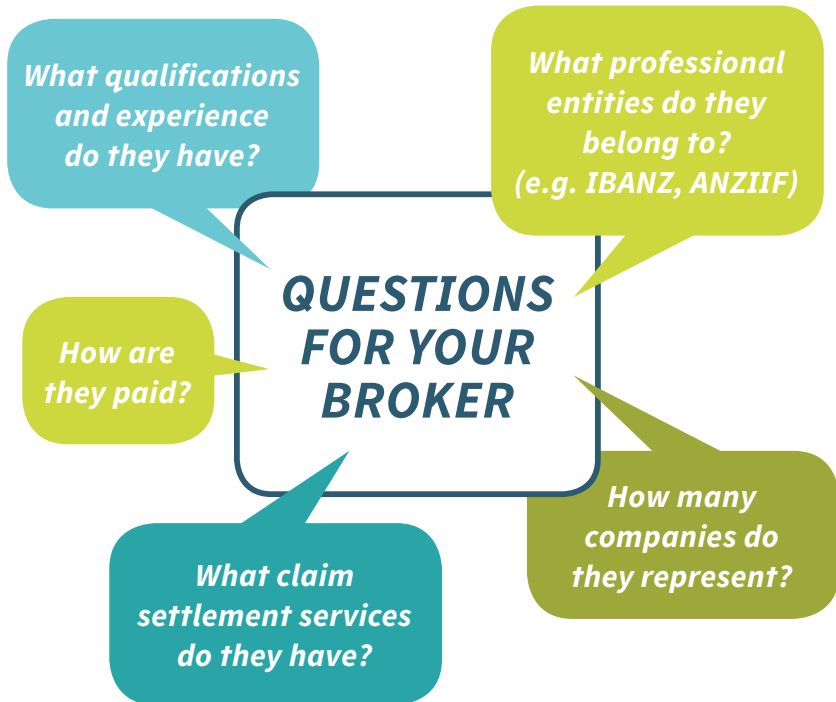 What qualifications
and experience
do they have?
What professional
entities do they
belong to?
(e.g. IBANZ, ANZIIF)
QUESTIONS
FOR YOUR
BROKER
How are
they paid?
How many
companies do
they represent?
What claim
settlement services
do they have?